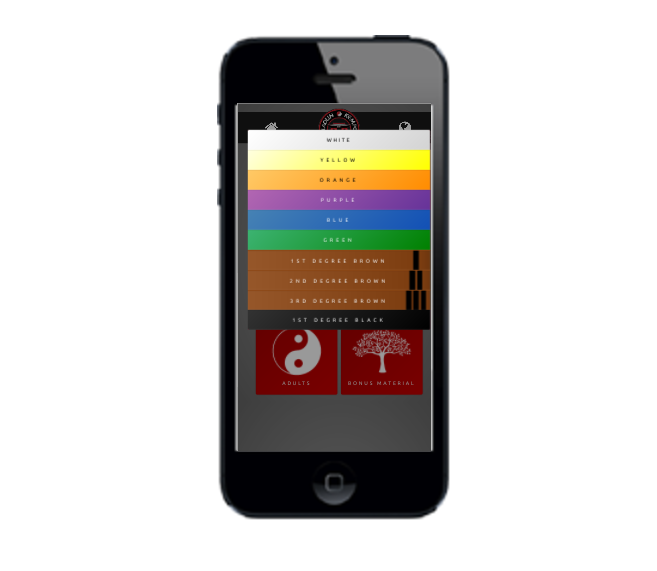 WHITE
YELLOW
ORANGE
PURPLE
BLUE
GREEN
1ST DEGREE BROWN
2ND DEGREE BROWN
3RD DEGREE BROWN
1ST DEGREE BLACK
ADULTS
BONUS MATERIAL